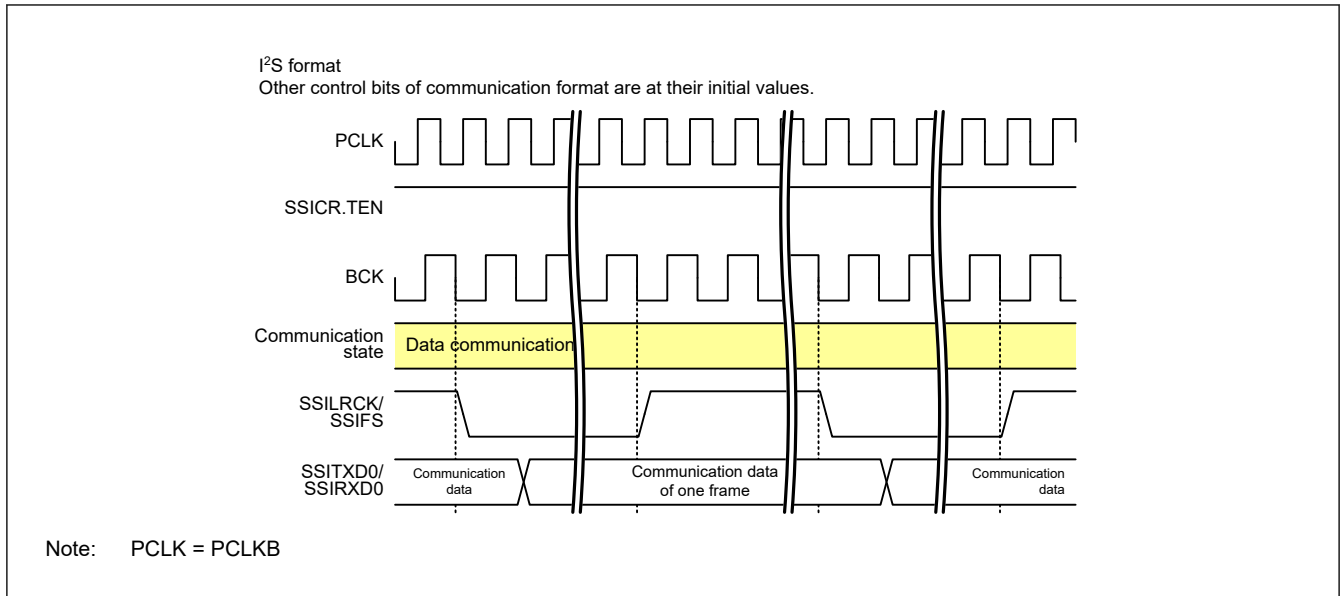 I²S format
Other control bits of communication format are at their initial values.
PCLK
SSICR.TEN
BCK
Communication
state
Data communication
SSILRCK/
SSIFS
SSITXD0/
SSIRXD0
Communication
data
Communication data
of one frame
Communication
data
Note: PCLK = PCLKB